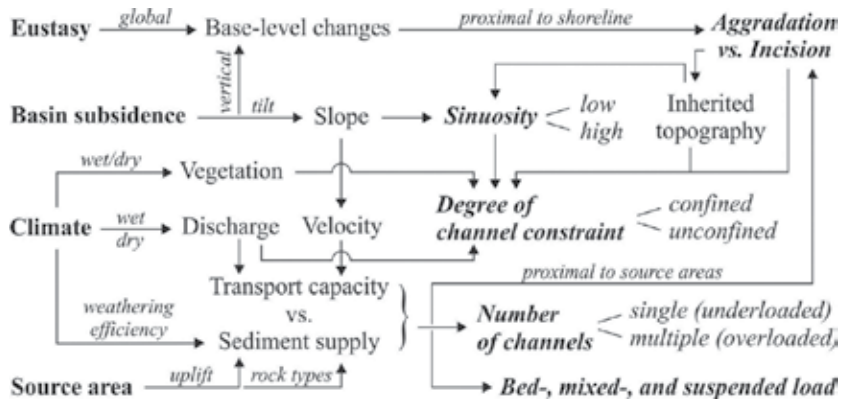 Eustasy global Base-level changes proximal to shoreline Aggradation
vs. Incision
vertical
Basin subsidence tilt Slope Sinuosity low
high
Inherited
topography
wet/dry Vegetation
Degree of
channel constraint
confined
unconfined
Climate wet
dry
Discharge Velocity
proximal to source areas
Transport capacity
vs.
Sediment supply
weathering
efficiency
Number
of channels
single (underloaded)
multiple (overloaded)
Source area uplift rock types Bed-, mixed-, and suspended load